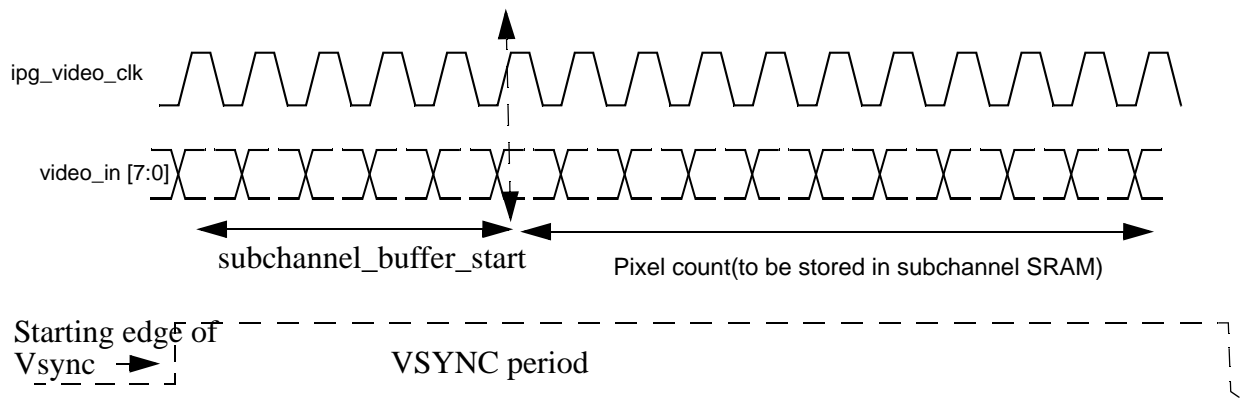 ipg_video_clk
video_in [7:0]
subchannel_buffer_start
Pixel count(to be stored in subchannel SRAM)
Starting edge of
Vsync
VSYNC period